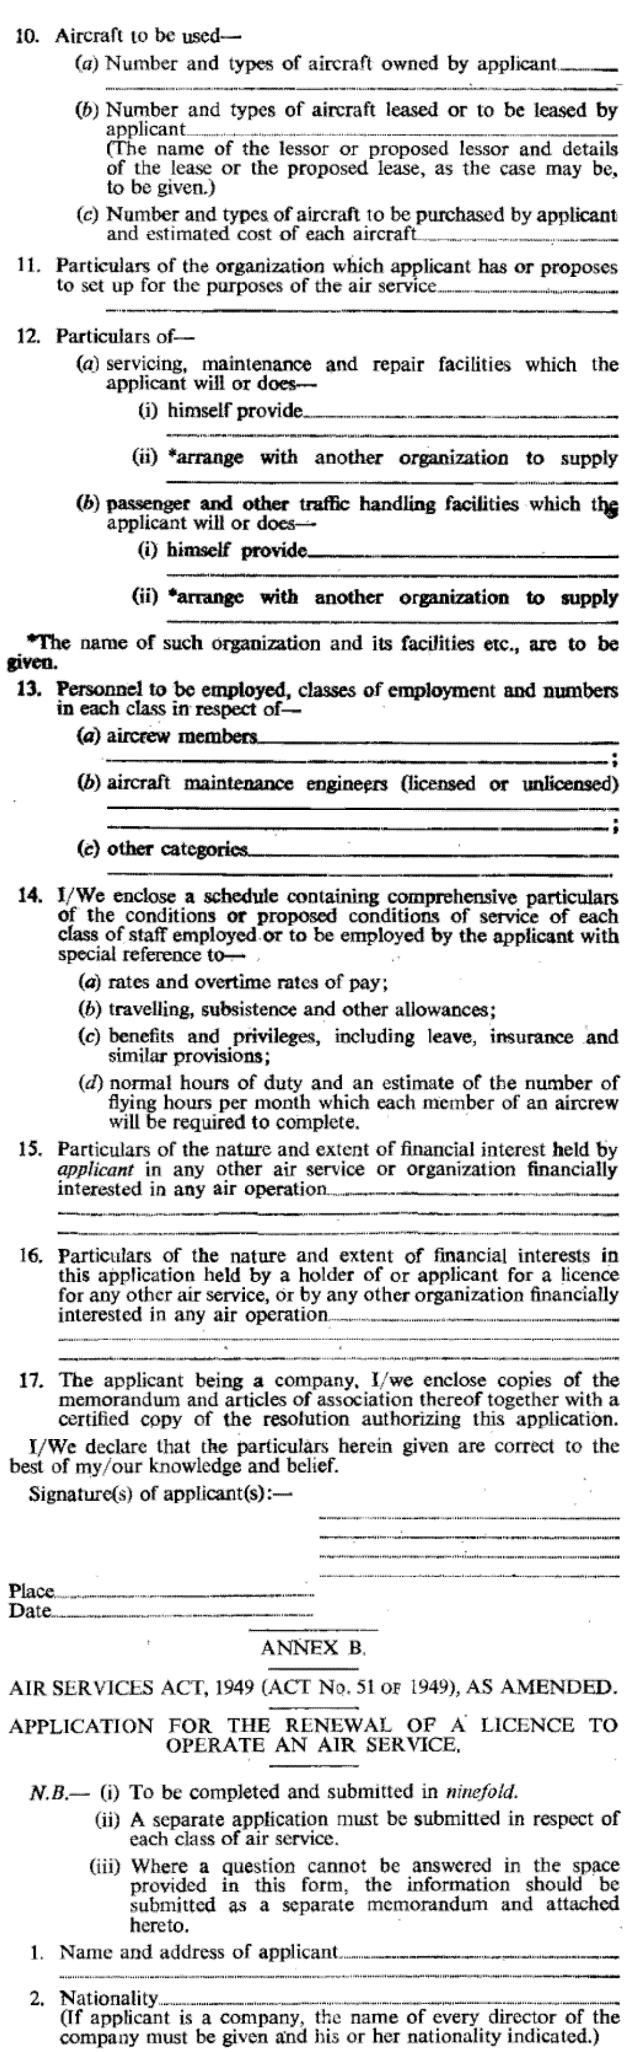 10. Aircraft to be used—
(a) Number and types of aircraft owned by applicant
(b) Number and types of aircraft leased or to be leased by
applicant
(The name of the lessor or proposed lessor and details
of the lease or the proposed lease, as the case may be,
to be given.)
(c) Number and types of aircraft to be purchased by applicant
and estimated cost of each aircraft
11. Particulars of the organization which applicant has or proposes
to set up for the purposes of the air service
12. Particulars of—
(a) servicing, maintenance and repair facilities which the
applicant will or does—
(i) himself provide
(ii) *arrange with another organization to supply
(b) passenger and other traffic handling facilities which the
applicant will or does—
(i) himself provide
(ii) *arrange with another organization to supply
*The name of such organization and its facilities etc., are to be
given.
13. Personnel to be employed, classes of employment and numbers
in each class in respect of—
(a) aircrew members
;
(b) aircraft maintenance engineers (licensed or unlicensed)
;
(c) other categories
.
14. I/We enclose a schedule containing comprehensive particulars
of the conditions or proposed conditions of service of each
class of staff employed or to be employed by the applicant with
special reference to—
(a) rates and overtime rates of pay;
(b) travelling, subsistence and other allowances;
(c) benefits and privileges, including leave, insurance and
similar provisions;
(d) normal hours of duty and an estimate of the number of
flying hours per month which each member of an aircrew
will be required to complete.
15. Particulars of the nature and extent of financial interest held by
applicant in any other air service or organization financially
interested in any air operation
16. Particulars of the nature and extent of financial interests in
this application held by a holder of or applicant for a licence
for any other air service, or by any other organization financially
interested in any air operation
17. The applicant being a company, I/we enclose copies of the
memorandum and articles of association thereof together with a
certified copy of the resolution authorizing this application.
I/We declare that the particulars herein given are correct to the
best of my/our knowledge and belief.
Signature(s) of applicant(s):—
Place
Date
ANNEX B.
AIR SERVICES ACT, 1949 (ACT No. 51 OF 1949), AS AMENDED.
APPLICATION FOR THE RENEWAL OF A LICENCE TO
OPERATE AN AIR SERVICE.
N.B.— (i) To be completed and submitted in ninefold.
(ii) A separate application must be submitted in respect of
each class of air service.
(iii) Where a question cannot be answered in the space
provided in this form, the information should be
submitted as a separate memorandum and attached
hereto.
1. Name and address of applicant
2. Nationality
(If applicant is a company, the name of every director of the
company must be given and his or her nationality indicated.)